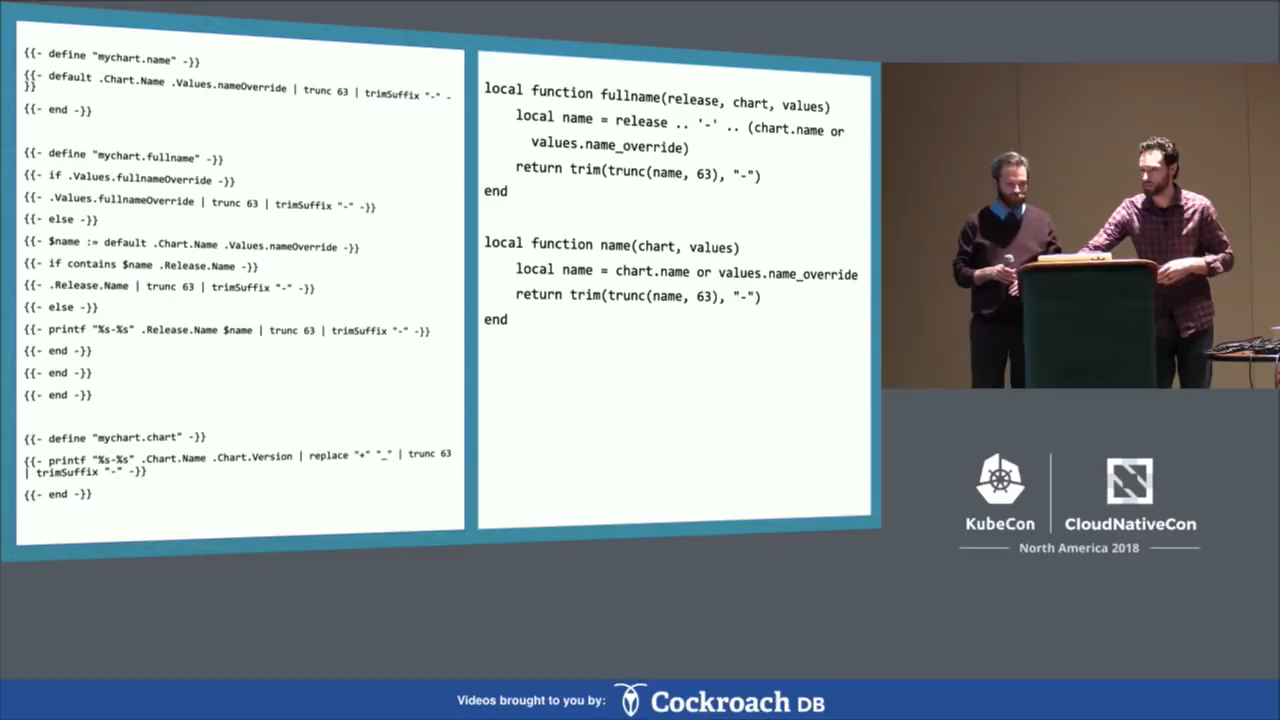 {{- define "mychart.name" -}}
{{- default .Chart.Name .Values.nameOverride | trunc 63 | trimSuffix "-" -
}}
{{- end -}}
{{- define "mychart.fullname" -}}
{{- if .Values.fullnameOverride -}}
{{- .Values.fullnameOverride | trunc 63 | trimSuffix "-" -}}
{{- else -}}
{{- $name := default .Chart.Name .Values.nameOverride -}}
{{- if contains $name .Release.Name -}}
{{- .Release.Name | trunc 63 | trimSuffix "-" -}}
{{- else -}}
{{- printf "%s-%s" .Release.Name $name | trunc 63 | trimSuffix "-" -}}
{{- end -}}
{{- end -}}
{{- end -}}
{{- define "mychart.chart" -}}
{{- printf "%s-%s" .Chart.Name .Chart.Version | replace "+" "_" | trunc 63
| trimSuffix "-" -}}
{{- end -}}
local function fullname(release, chart, values)
local name = release .. '-' .. (chart.name or
values.name_override)
return trim(trunc(name, 63), "-")
end
local function name(chart, values)
local name = chart.name or values.name_override
return trim(trunc(name, 63), "-")
end
KubeCon
CloudNativeCon
North America 2018
Videos brought to you by:
Cockroach DB